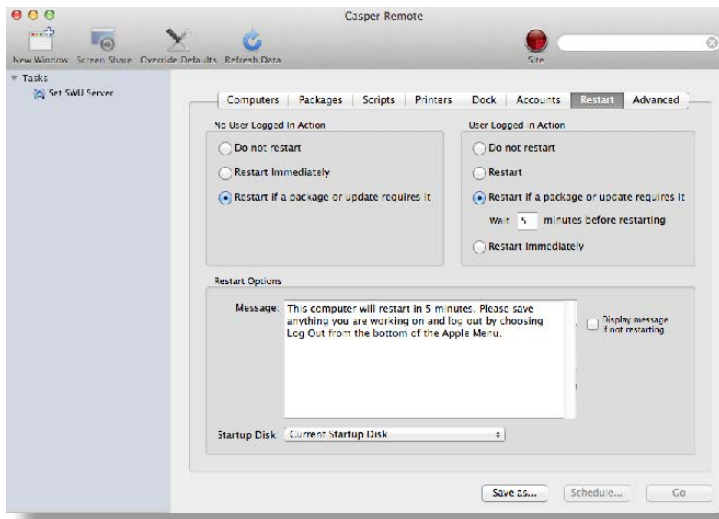 Casper Remote
New Window Screen Share Override Defaults Refresh Data Site
Tasks
Set SWU Server
Computers Packages Scripts Printers Dock Accounts Restart Advanced
No User Logged In Action
Do not restart
Restart Immediately
Restart if a package or update requires it
User Logged in Action
Do not restart
Restart
Restart if a package or update requires it
Wait 5 minutes before restarting
Restart Immediately
Restart Options
Message: This computer will restart in 5 minutes. Please save
anything you are working on and log out by choosing
Log Out from the bottom of the Apple Menu.
Display message
if not restarting
Startup Disk: Current Startup Disk
Save as... Schedule... Go